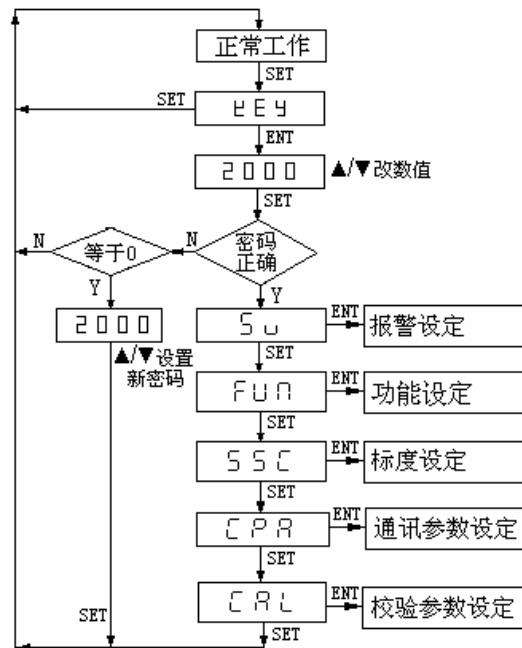 正常工作
SET
SET
KEY
ENT
2000
▲/▼改数值
SET
N
等于0
N
密码
正确
Y
Y
2000
▲/▼设置
新密码
Su
ENT
报警设定
SET
FUN
ENT
功能设定
SET
SSC
ENT
标度设定
SET
CPA
ENT
通讯参数设定
SET
CAL
ENT
校验参数设定
SET
SET